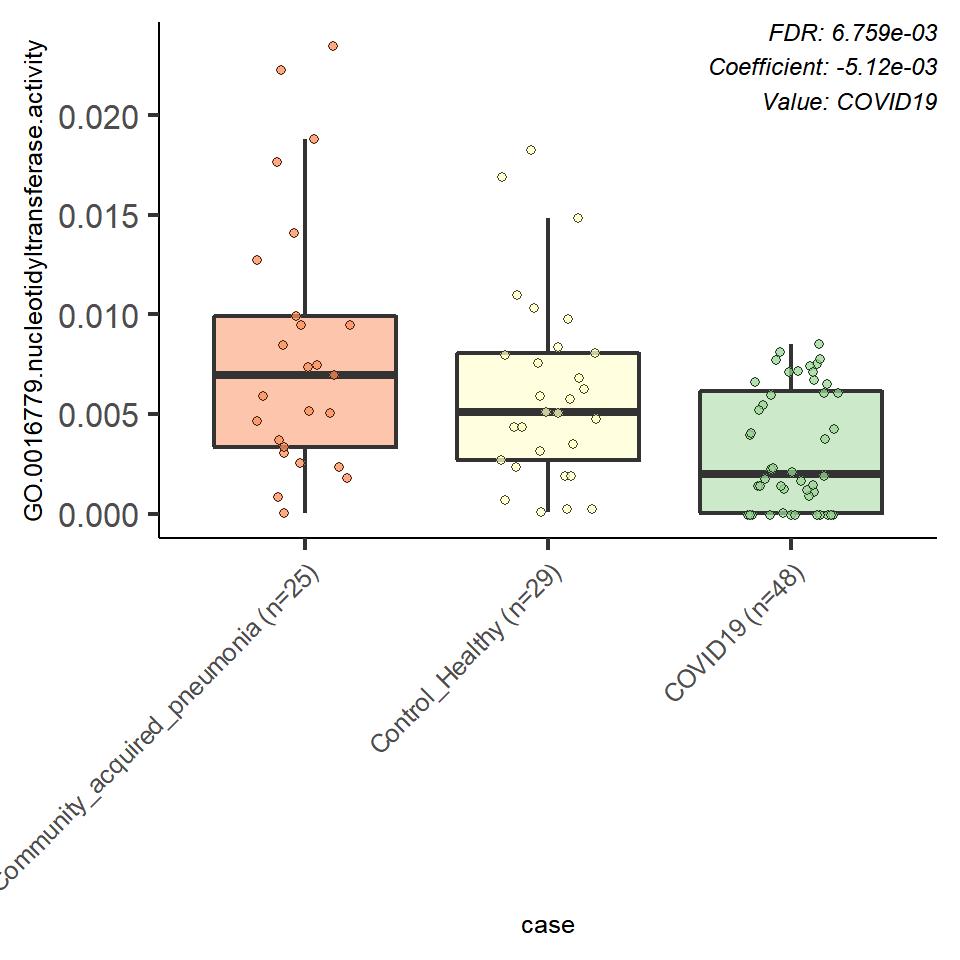 FDR: 6.759e-03
Coefficient: -5.12e-03
Value: COVID19
GO.0016779.nucleotidyltransferase.activity
0.020
0.015
0.010
0.005
0.000
Community_acquired_pneumonia (n=25)
Control_Healthy (n=29)
COVID19 (n=48)
case